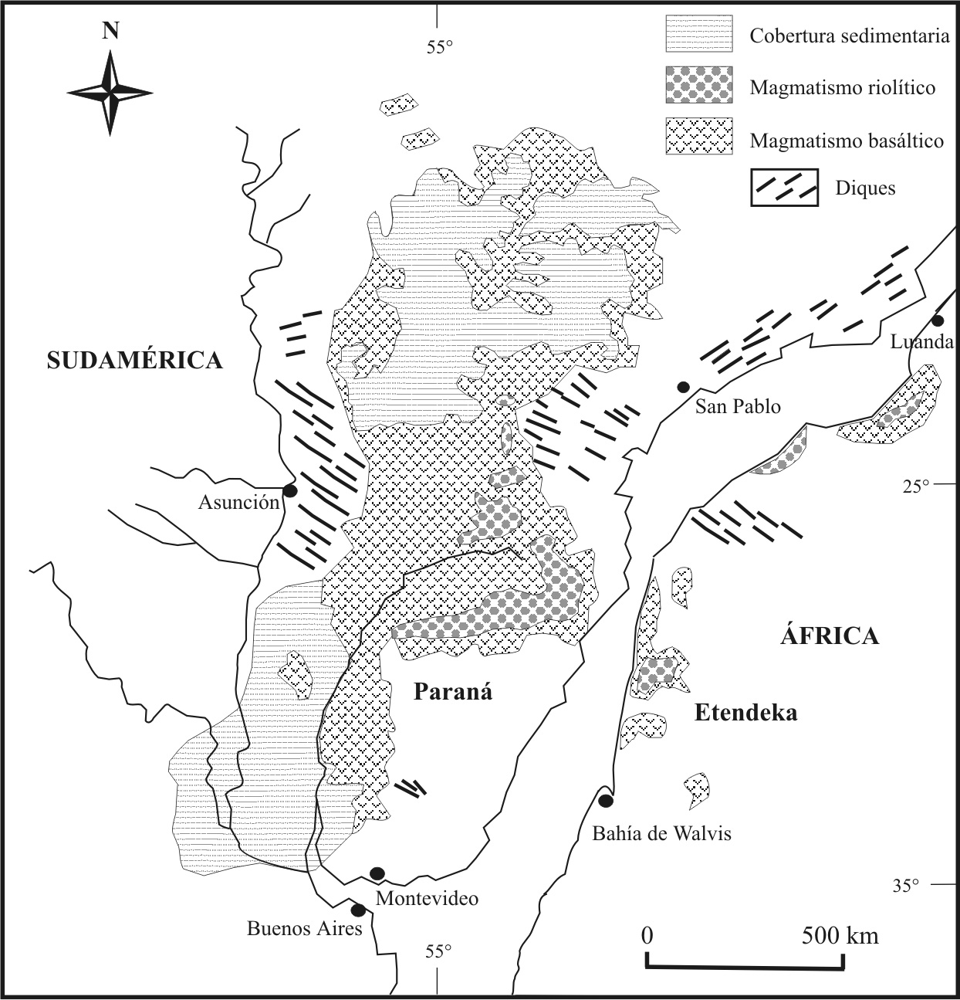 N
55°
Cobertura sedimentaria
Magmatismo riolítico
Magmatismo basáltico
Diques
SUDAMÉRICA
Luanda
San Pablo
Asunción
25°
ÁFRICA
Paraná
Etendeka
Bahía de Walvis
Montevideo
35°
Buenos Aires
55°
0 500 km